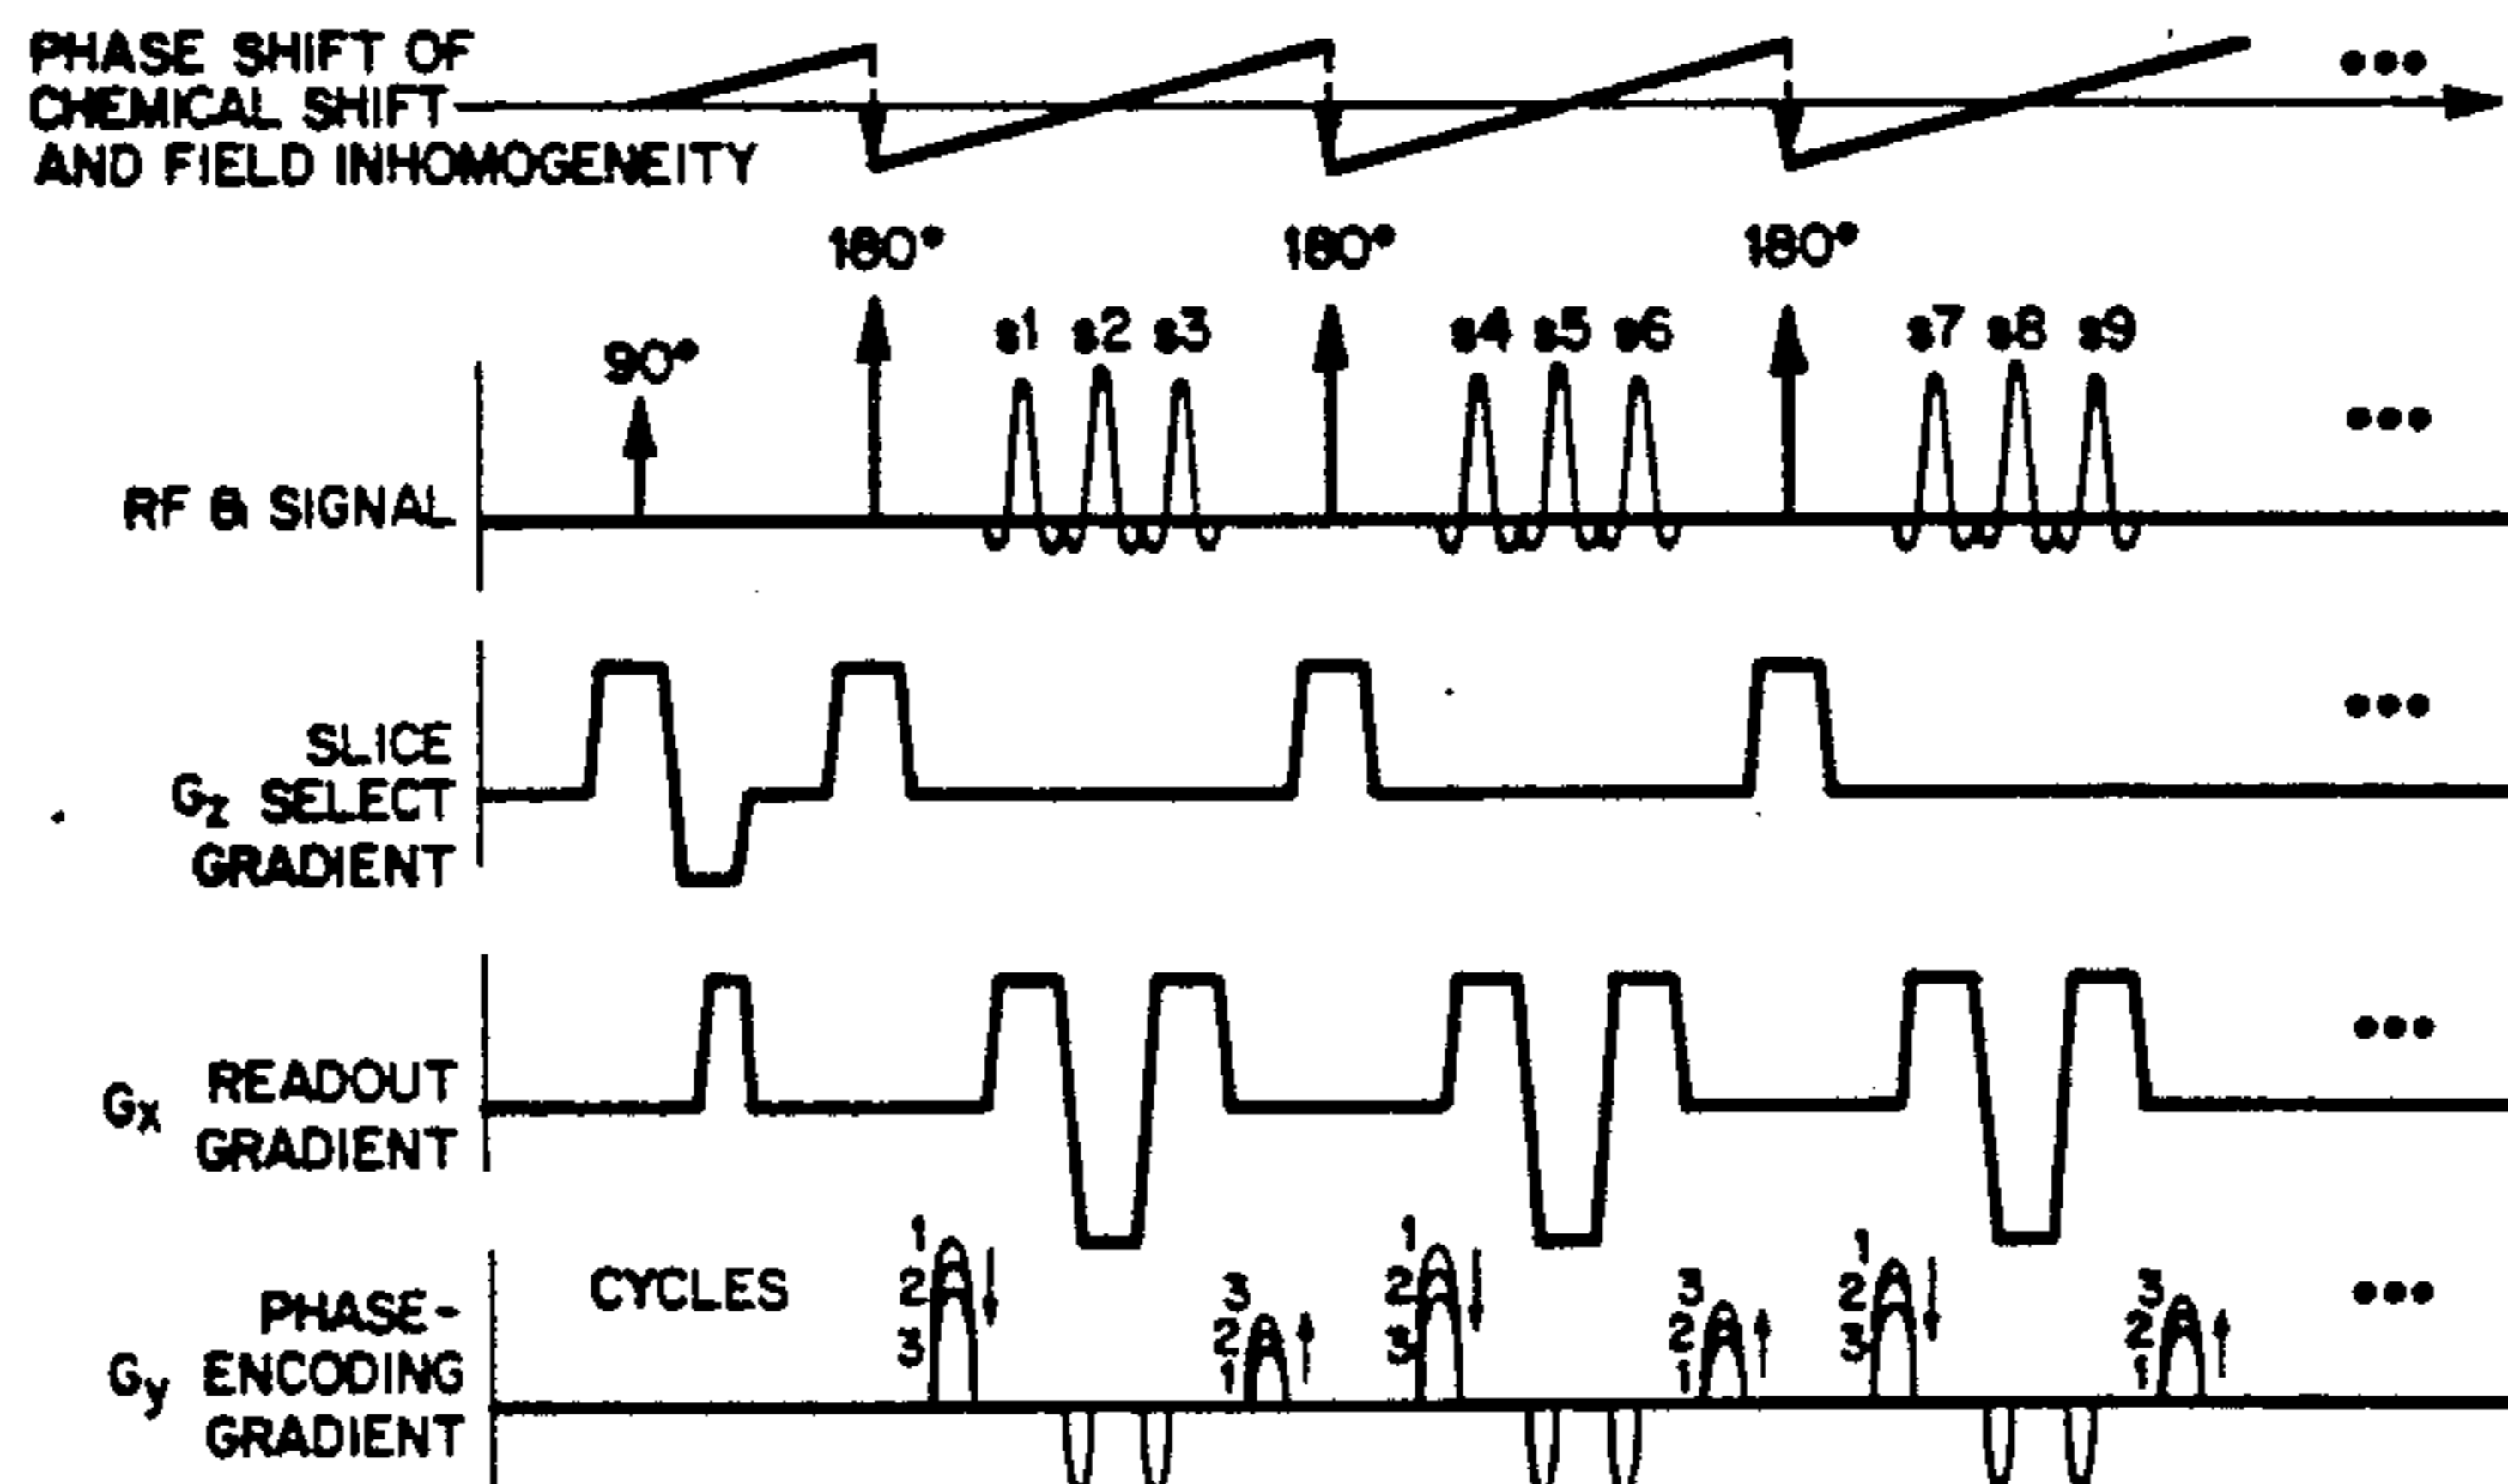 PHASE SHIFT OF
CHEMICAL SHIFT
AND FIELD INHOMOGENEITY
180° 180° 180°
90° s1 s2 s3 s4 s5 s6 s7 s8 s9
RF & SIGNAL
SLICE
Gz SELECT
GRADIENT
READOUT
Gx
GRADIENT
CYCLES
PHASE-
Gy ENCODING
GRADIENT
1 2 3
3 2 1
1 2 3
3 2 1
1 2 3
3 2 1